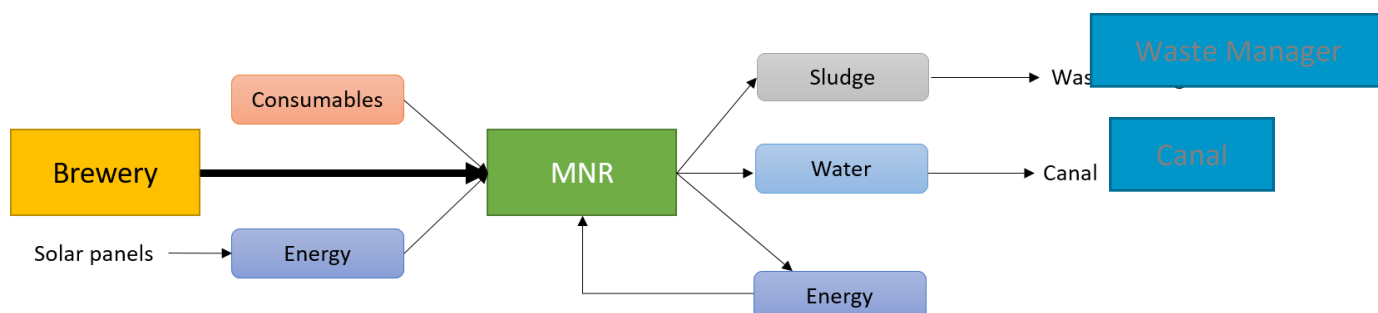 Waste Manager
Sludge
Consumables
Canal
Brewery
MNR
Water
Canal
Solar panels
Energy
Energy